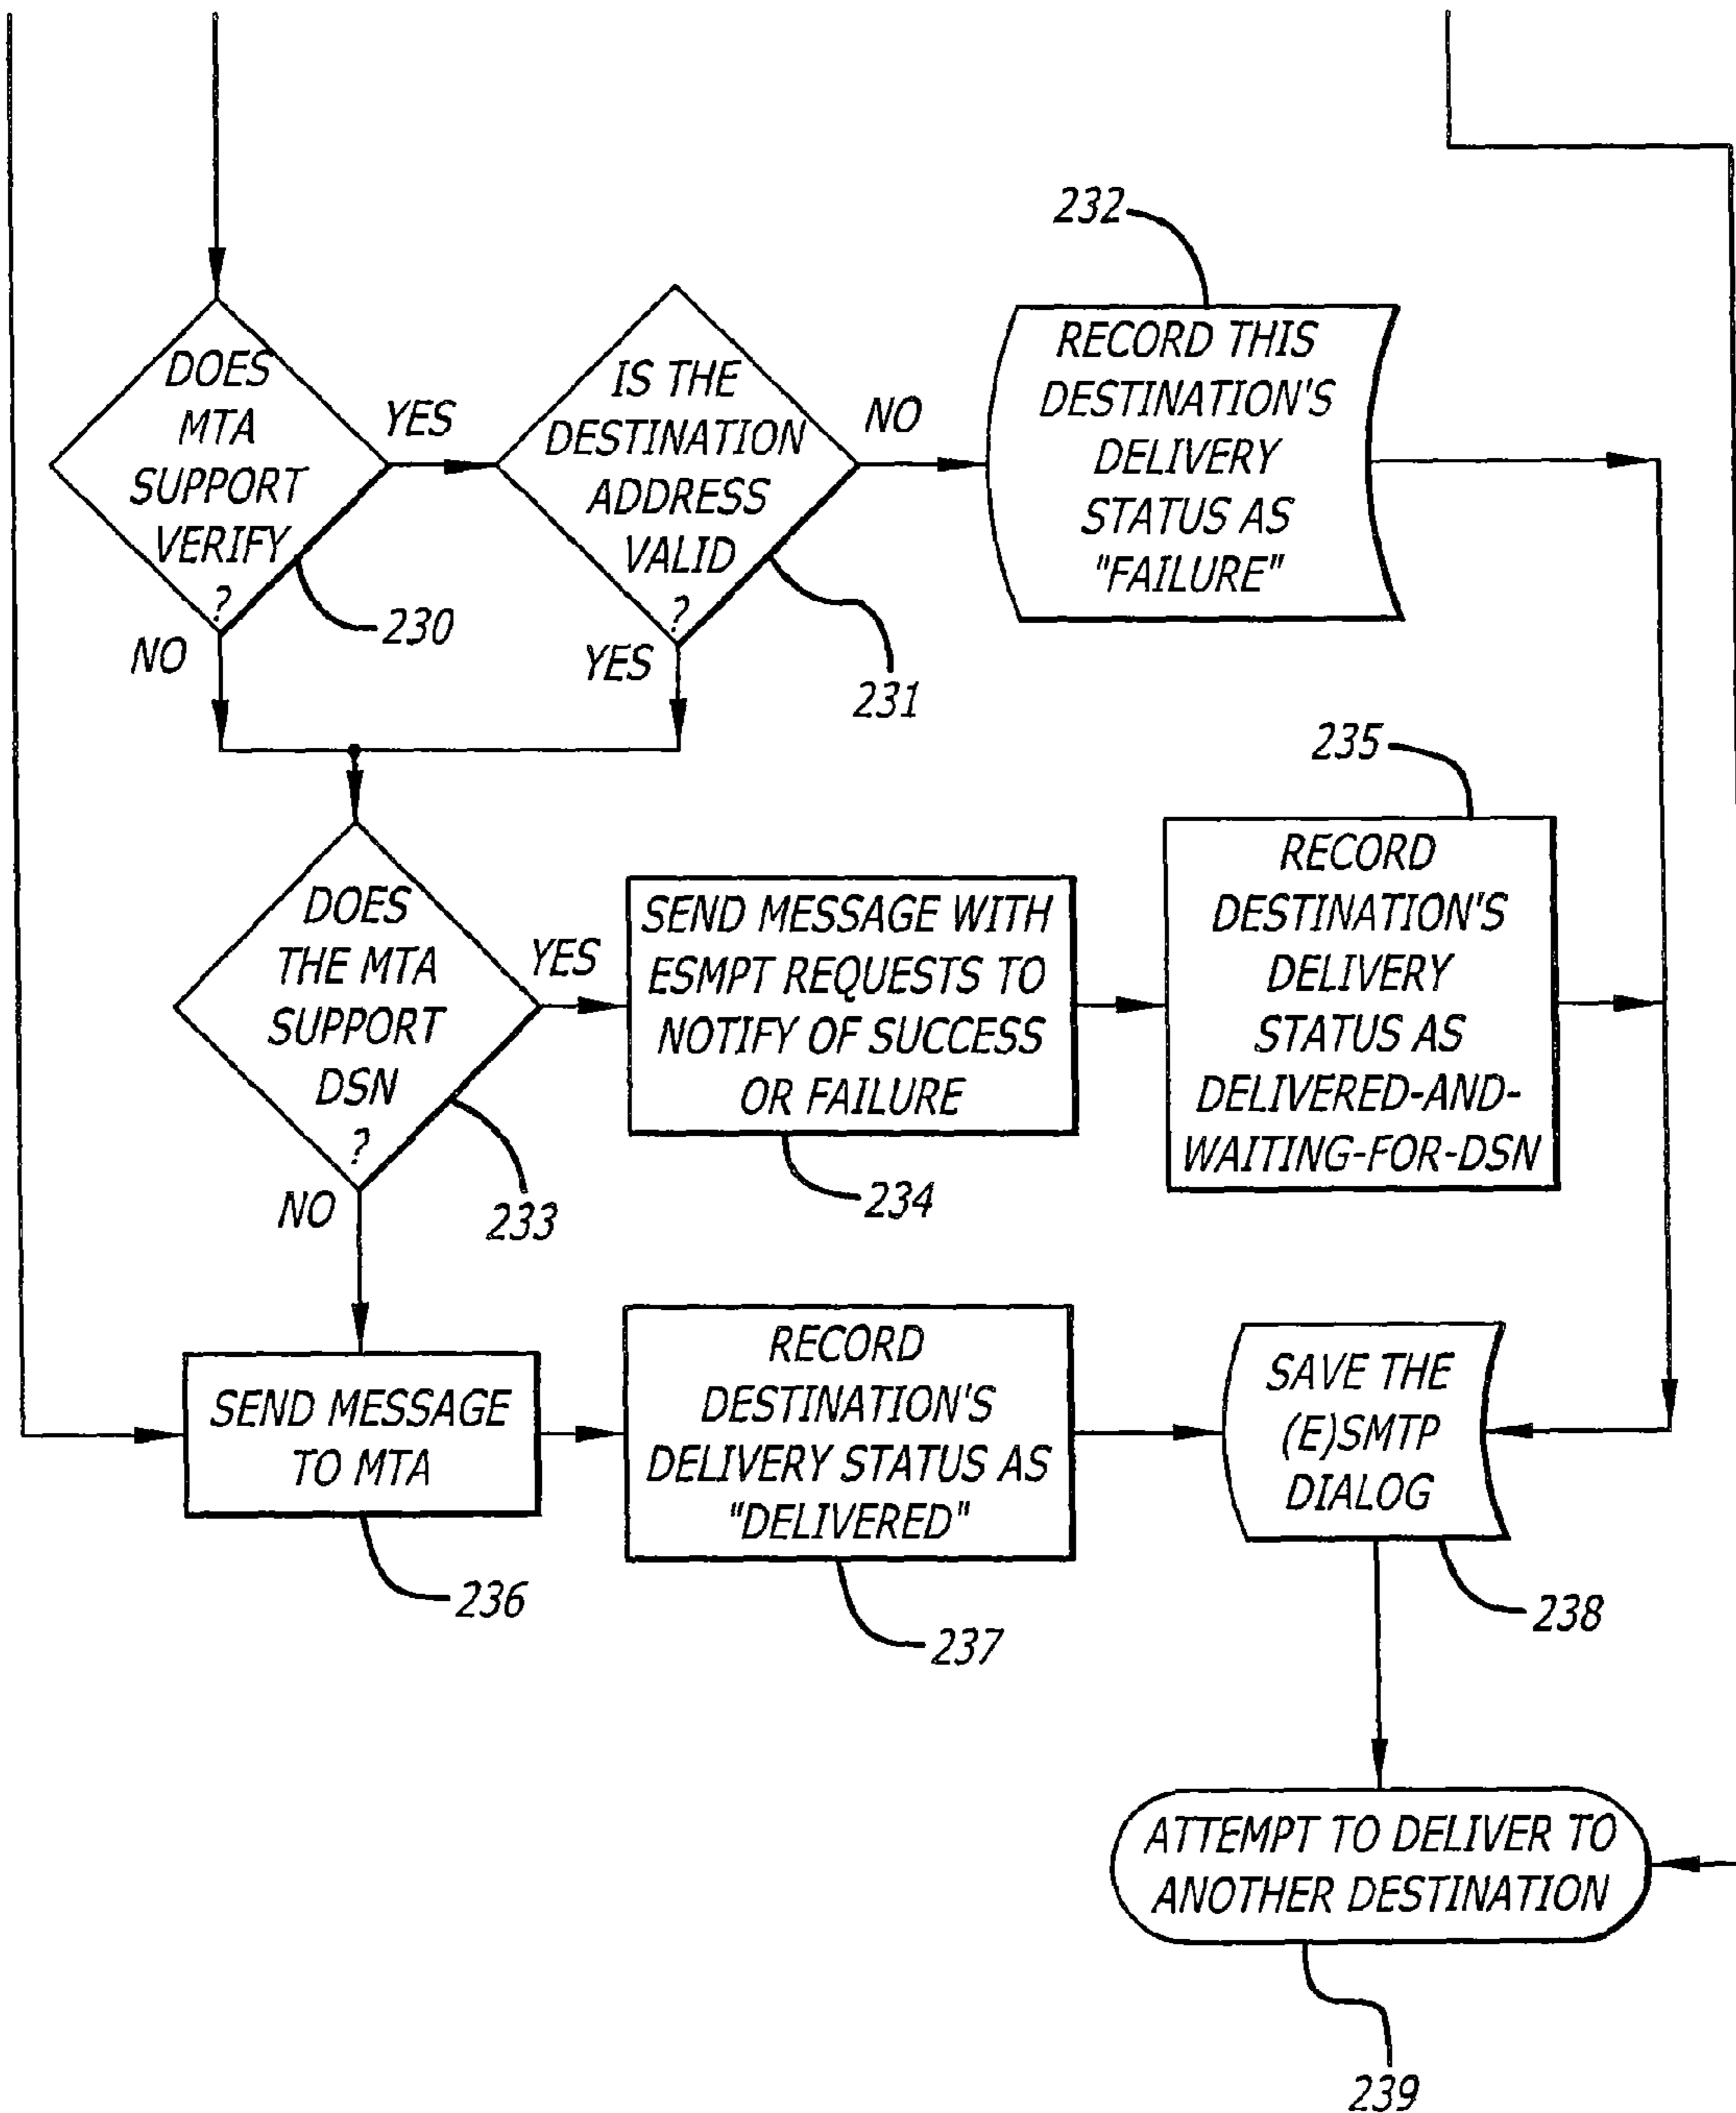 232
DOES
MTA
SUPPORT
VERIFY
?
230
YES
NO
IS THE
DESTINATION
ADDRESS
VALID
?
231
NO
YES
RECORD THIS
DESTINATION'S
DELIVERY
STATUS AS
"FAILURE"
235
DOES
THE MTA
SUPPORT
DSN
?
233
YES
NO
SEND MESSAGE WITH
ESMPT REQUESTS TO
NOTIFY OF SUCCESS
OR FAILURE
234
RECORD
DESTINATION'S
DELIVERY
STATUS AS
DELIVERED-AND-
WAITING-FOR-DSN
SEND MESSAGE
TO MTA
236
RECORD
DESTINATION'S
DELIVERY STATUS AS
"DELIVERED"
237
SAVE THE
(E)SMTP
DIALOG
238
ATTEMPT TO DELIVER TO
ANOTHER DESTINATION
239